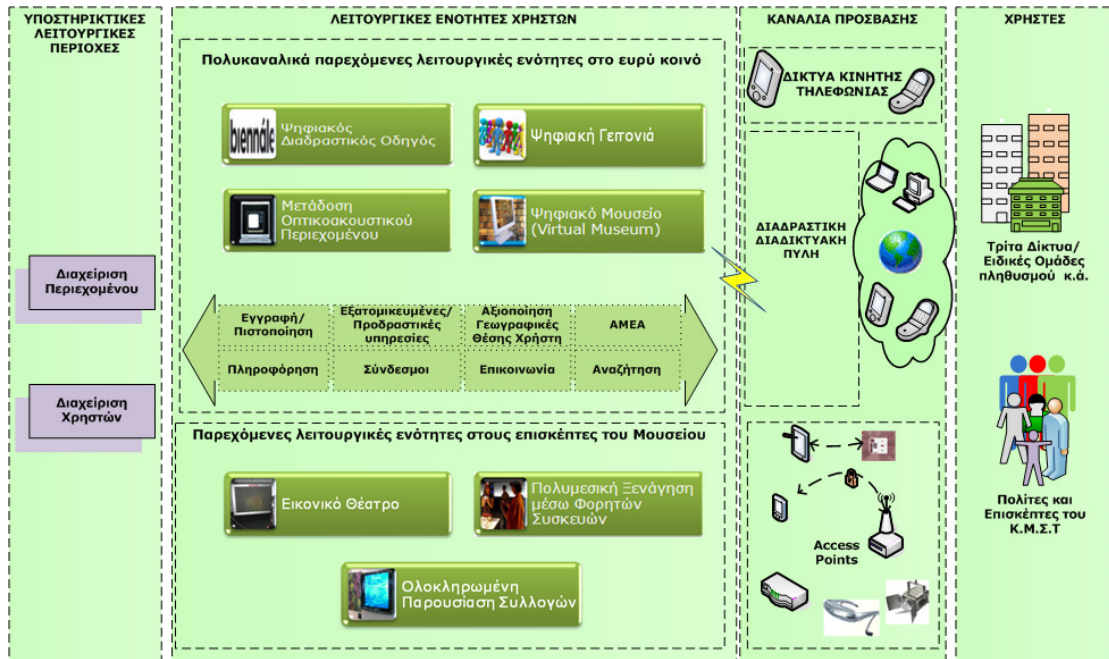 ΥΠΟΣΤΗΡΙΚΤΙΚΕΣ
ΛΕΙΤΟΥΡΓΙΚΕΣ
ΠΕΡΙΟΧΕΣ
Διαχείριση
Περιεχομένου
Διαχείριση
Χρηστών
ΛΕΙΤΟΥΡΓΙΚΕΣ ΕΝΟΤΗΤΕΣ ΧΡΗΣΤΩΝ
Πολυκαναλικά παρεχόμενες λειτουργικές ενότητες στο ευρύ κοινό
biennále
Ψηφιακός
Διαδραστικός Οδηγός
Ψηφιακή Γειτονιά
Μετάδοση
Οπτικοακουστικού
Περιεχομένου
Ψηφιακό Μουσείο
(Virtual Museum)
Εγγραφή/
Πιστοποίηση
Εξατομικευμένες/
Προδραστικές
υπηρεσίες
Αξιοποίηση
Γεωγραφικής
Θέσης Χρήστη
ΑΜΕΑ
Πληροφόρηση
Σύνδεσμοι
Επικοινωνία
Αναζήτηση
Παρεχόμενες λειτουργικές ενότητες στους επισκέπτες του Μουσείου
Εικονικό Θέατρο
Πολυμεσική Ξενάγηση
μέσω Φορητών
Συσκευών
Ολοκληρωμένη
Παρουσίαση Συλλογών
ΚΑΝΑΛΙΑ ΠΡΟΣΒΑΣΗΣ
ΔΙΚΤΥΑ ΚΙΝΗΤΗΣ
ΤΗΛΕΦΩΝΙΑΣ
ΔΙΑΔΡΑΣΤΙΚΗ
ΔΙΑΔΙΚΤΥΑΚΗ
ΠΥΛΗ
Access
Points
ΧΡΗΣΤΕΣ
Τρίτα Δίκτυα/
Ειδικές Ομάδες
πληθυσμού κ.ά.
Πολίτες και
Επισκέπτες του
Κ.Μ.Σ.Τ